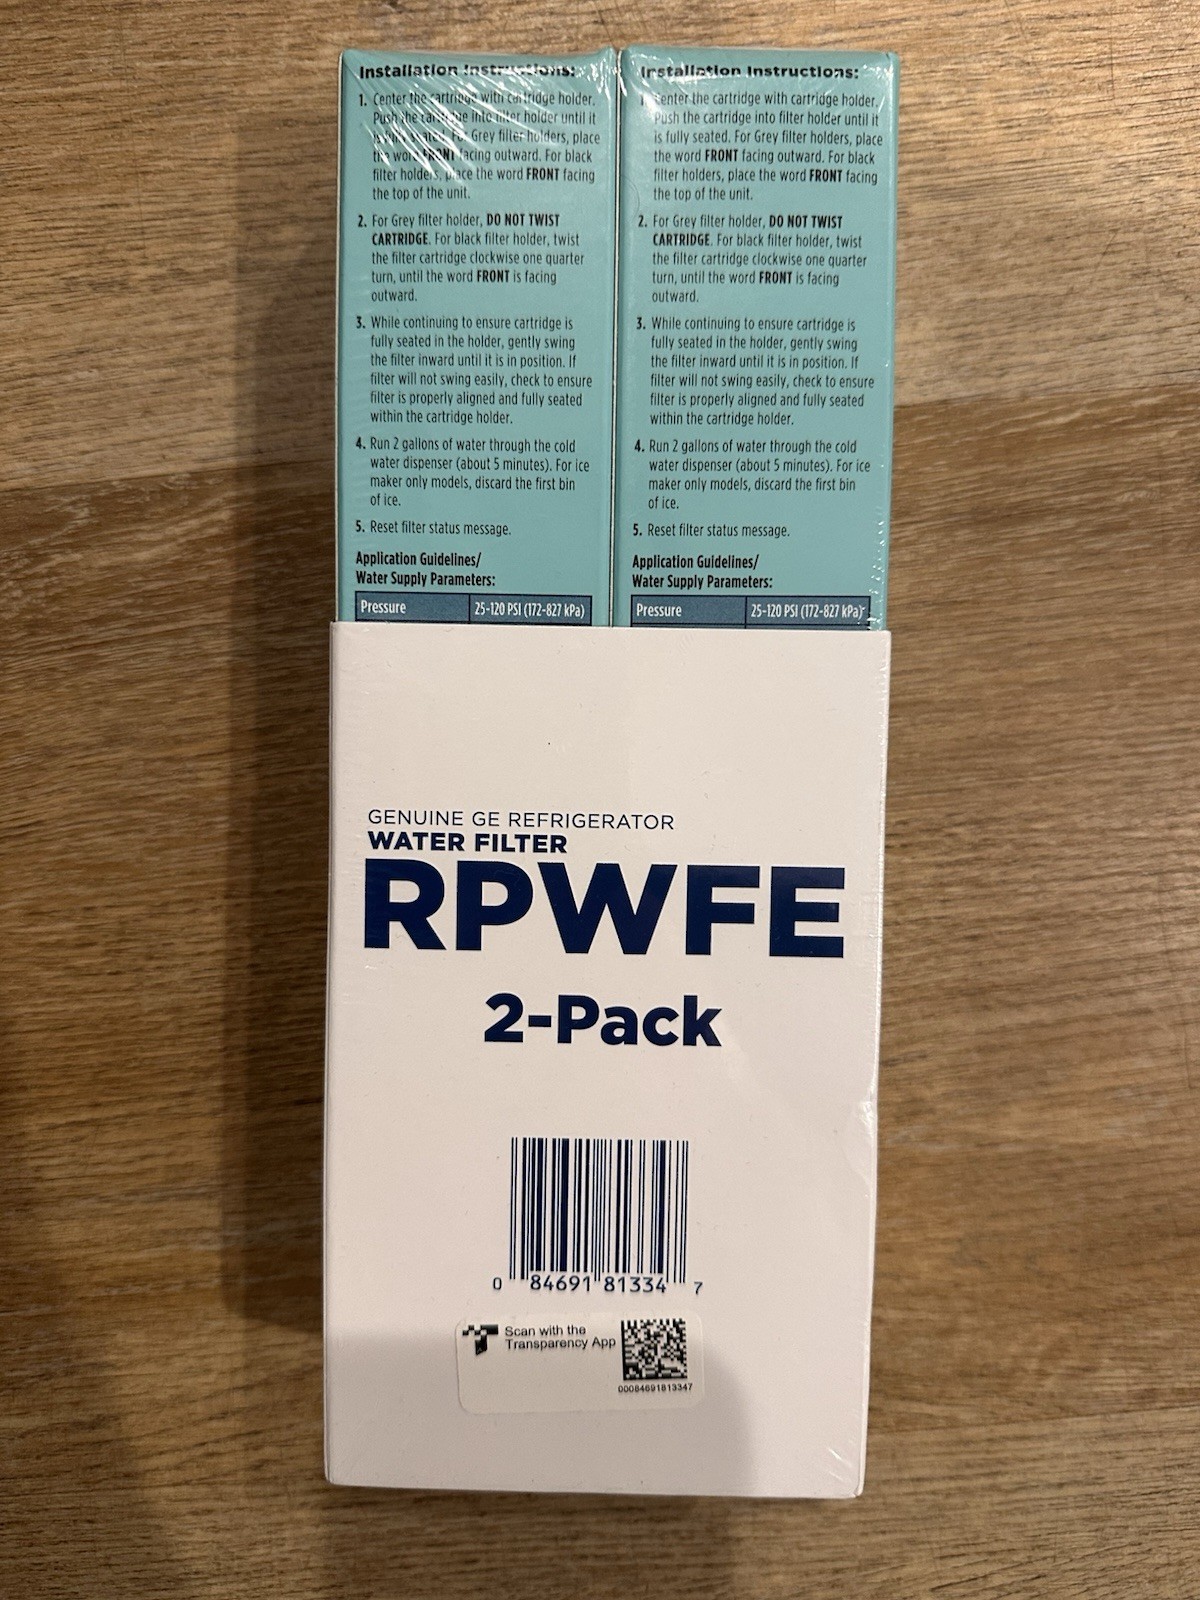 Installation Instructions:
1. Center the cartridge with cartridge holder.
Push the cartridge into filter holder until it
is fully seated. For Grey filter holders, place
the word FRONT facing outward. For black
filter holders, place the word FRONT facing
the top of the unit.
2. For Grey filter holder, DO NOT TWIST
CARTRIDGE. For black filter holder, twist
the filter cartridge clockwise one quarter
turn, until the word FRONT is facing
outward.
3. While continuing to ensure cartridge is
fully seated in the holder, gently swing
the filter inward until it is in position. If
filter will not swing easily, check to ensure
filter is properly aligned and fully seated
within the cartridge holder.
4. Run 2 gallons of water through the cold
water dispenser (about 5 minutes). For ice
maker only models, discard the first bin
of ice.
5. Reset filter status message.
Application Guidelines/
Water Supply Parameters:
Pressure 25-120 PSI (172-827 kPa)
Installation Instructions:
1. Center the cartridge with cartridge holder.
Push the cartridge into filter holder until it
is fully seated. For Grey filter holders, place
the word FRONT facing outward. For black
filter holders, place the word FRONT facing
the top of the unit.
2. For Grey filter holder, DO NOT TWIST
CARTRIDGE. For black filter holder, twist
the filter cartridge clockwise one quarter
turn, until the word FRONT is facing
outward.
3. While continuing to ensure cartridge is
fully seated in the holder, gently swing
the filter inward until it is in position. If
filter will not swing easily, check to ensure
filter is properly aligned and fully seated
within the cartridge holder.
4. Run 2 gallons of water through the cold
water dispenser (about 5 minutes). For ice
maker only models, discard the first bin
of ice.
5. Reset filter status message.
Application Guidelines/
Water Supply Parameters:
Pressure 25-120 PSI (172-827 kPa)
GENUINE GE REFRIGERATOR
WATER FILTER
RPWFE
2-Pack
0 84691 81334 7
Scan with the
Transparency App
00084691813347